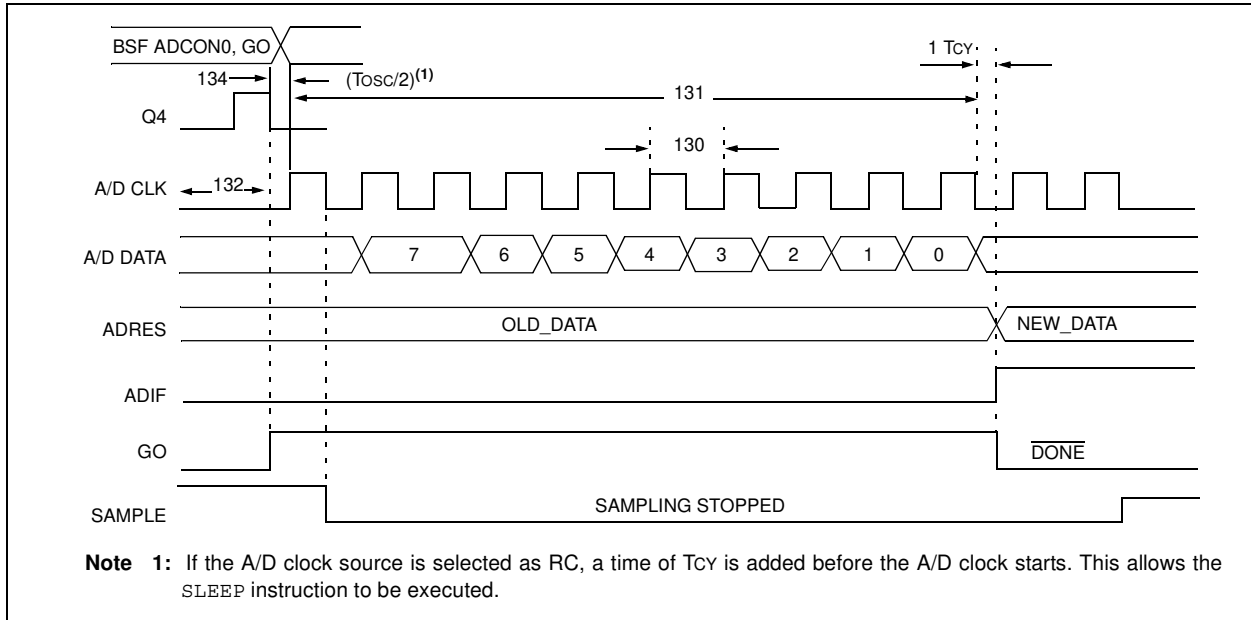 BSF ADCON0, GO
1 TCY
134
(TOSC/2)(1)
131
Q4
130
A/D CLK
132
A/D DATA
7 6 5 4 3 2 1 0
ADRES
OLD_DATA
NEW_DATA
ADIF
GO
DONE
SAMPLING STOPPED
SAMPLE
Note 1: If the A/D clock source is selected as RC, a time of TCY is added before the A/D clock starts. This allows the
SLEEP instruction to be executed.